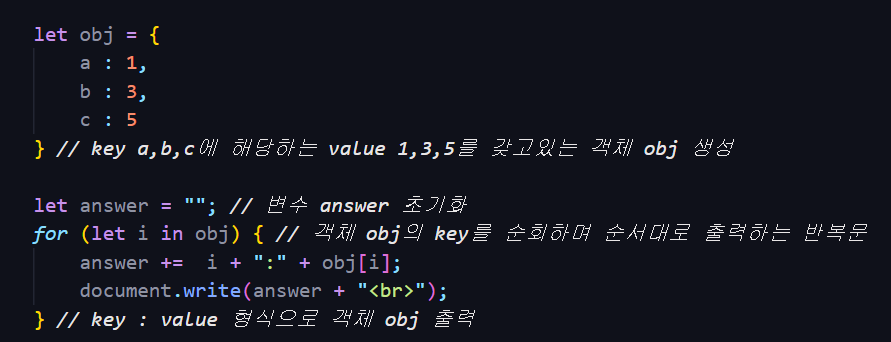 let obj = {
    a : 1,
    b : 3,
    c : 5
} // key a,b,c에 해당하는 value 1,3,5를 갖고있는 객체 obj 생성
let answer = ""; // 변수 answer 초기화
for (let i in obj) { // 객체 obj의 key를 순회하며 순서대로 출력하는 반복문
    answer +=  i + ":" + obj[i];
    document.write(answer + "<br>");
} // key : value 형식으로 객체 obj 출력